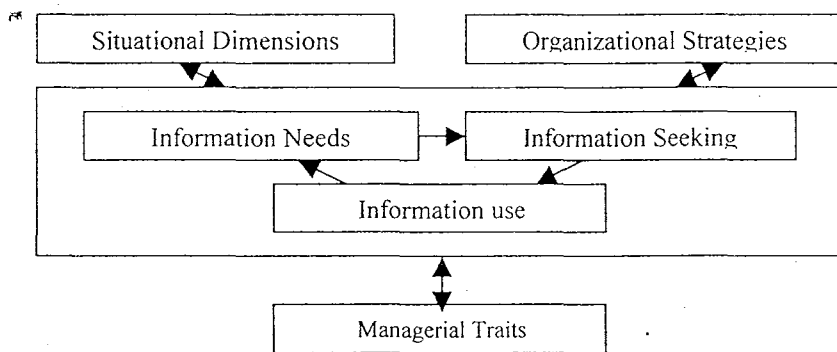 Situational Dimensions
Organizational Strategies
Information Needs
Information Seeking
Information use
Managerial Traits